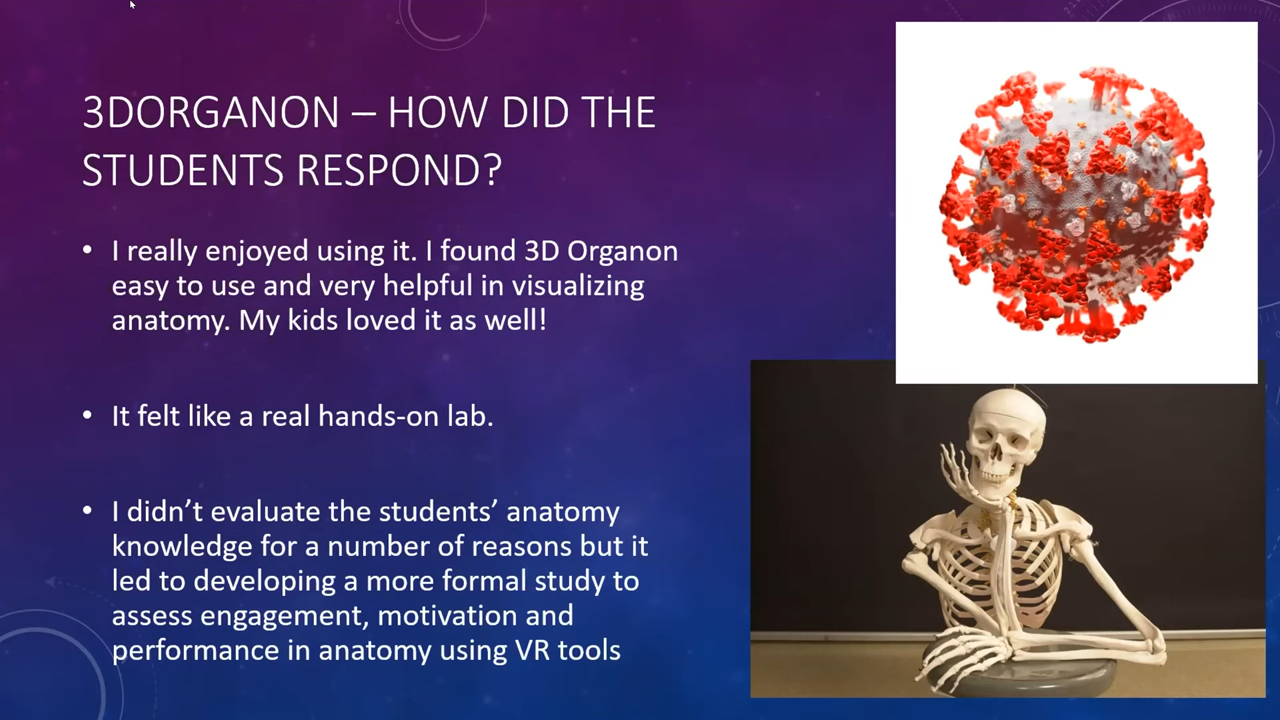 3DORGANON – HOW DID THE
STUDENTS RESPOND?
• I really enjoyed using it. I found 3D Organon
easy to use and very helpful in visualizing
anatomy. My kids loved it as well!
• It felt like a real hands-on lab.
• I didn’t evaluate the students’ anatomy
knowledge for a number of reasons but it
led to developing a more formal study to
assess engagement, motivation and
performance in anatomy using VR tools